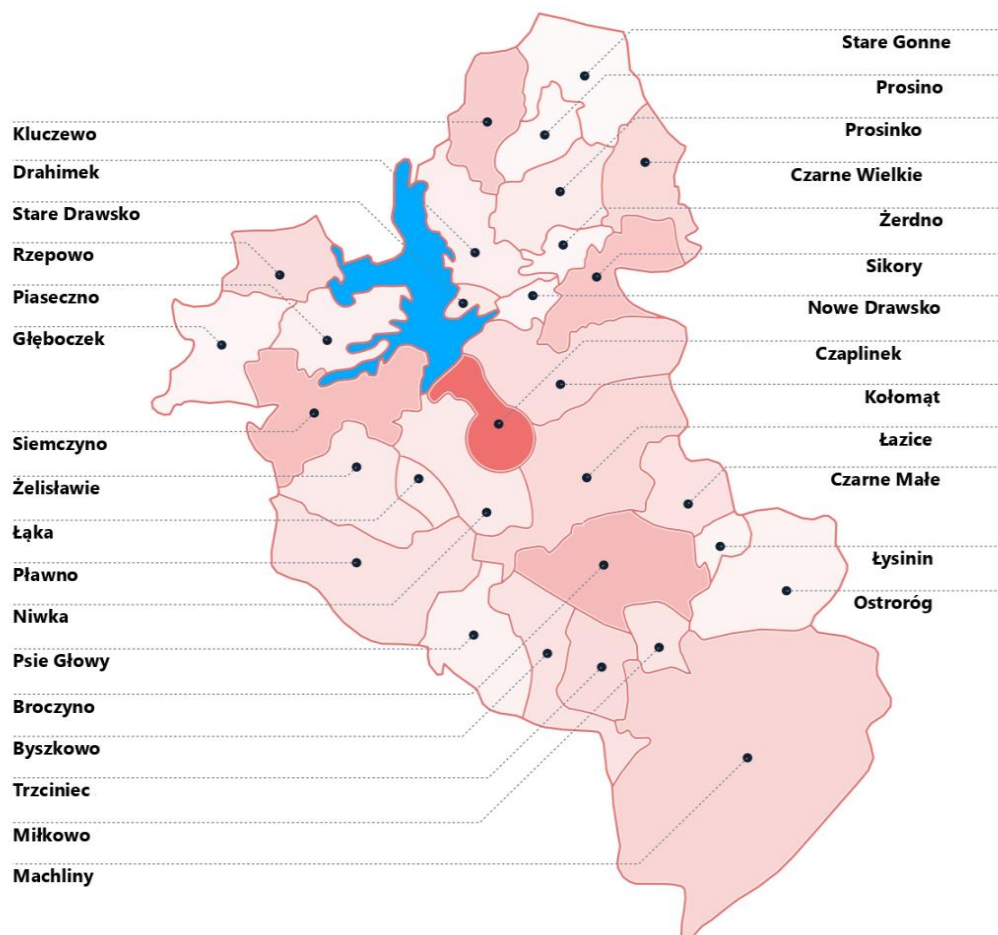 Stare Gonne
Prosino
Prosinko
Czarne Wielkie
Żerdno
Sikory
Nowe Drawsko
Czaplinek
Kołomąt
Łazice
Czarne Małe
Łysinin
Ostroróg
Kluczewo
Drahimek
Stare Drawsko
Rzepowo
Piaseczno
Głęboczek
Siemczyno
Żelisławie
Łąka
Pławno
Niwka
Psie Głowy
Broczyno
Byszkowo
Trzciniec
Miłkowo
Machliny